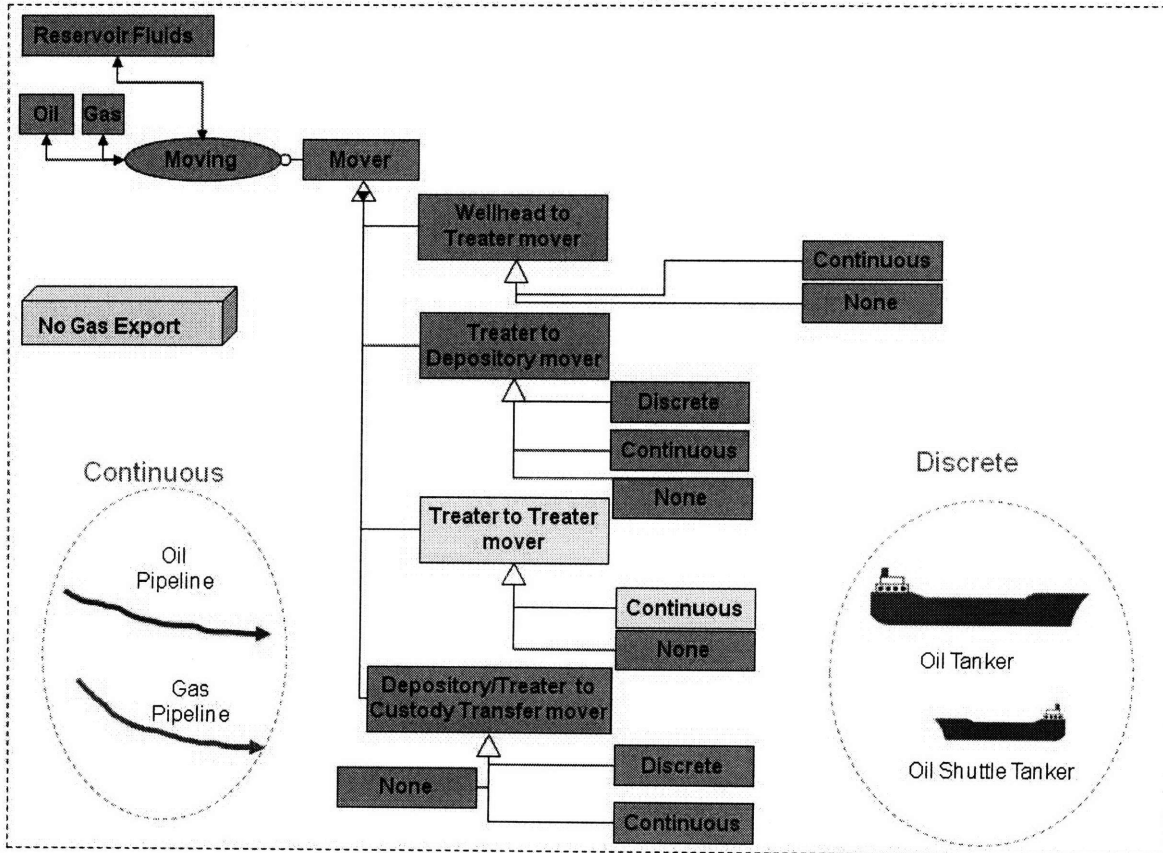 Reservoir Fluids
Oil
Gas
Moving
Mover
Wellhead to
Treater mover
Continuous
None
No Gas Export
Treater to
Depository mover
Discrete
Continuous
None
Continuous
Oil
Pipeline
Gas
Pipeline
Treater to Treater
mover
Continuous
None
Depository/Treater to
Custody Transfer mover
None
Discrete
Continuous
Discrete
Oil Tanker
Oil Shuttle Tanker